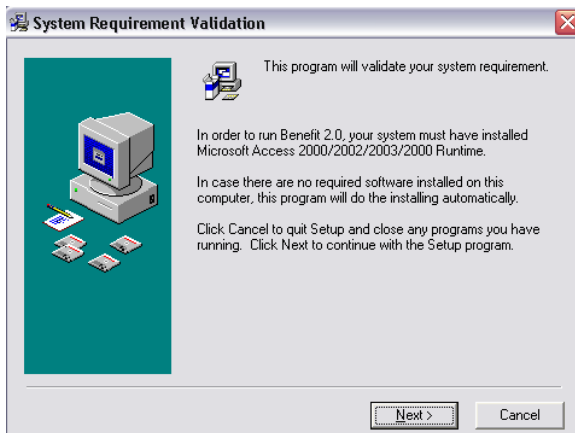 System Requirement Validation
This program will validate your system requirement.
In order to run Benefit 2.0, your system must have installed
Microsoft Access 2000/2002/2003/2000 Runtime.
In case there are no required software installed on this
computer, this program will do the installing automatically.
Click Cancel to quit Setup and close any programs you have
running. Click Next to continue with the Setup program.
Next >
Cancel